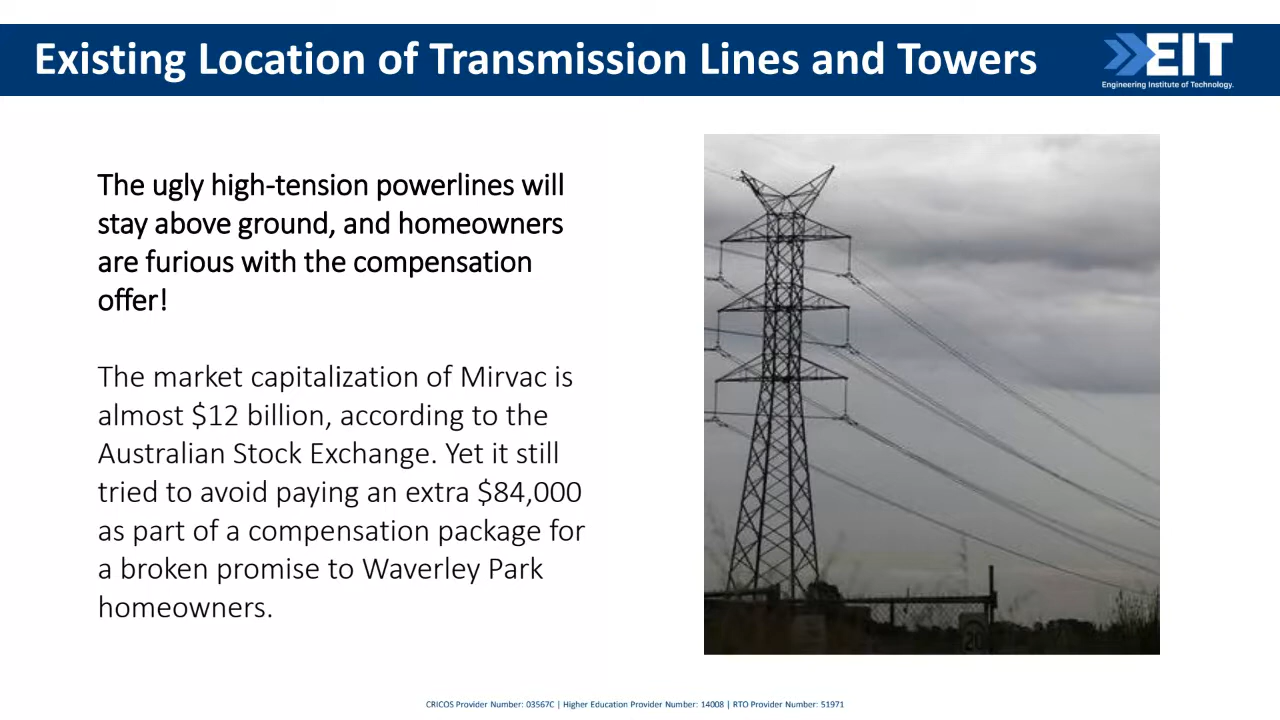 Existing Location of Transmission Lines and Towers
EIT
Engineering Institute of Technology.
The ugly high-tension powerlines will
stay above ground, and homeowners
are furious with the compensation
offer!
The market capitalization of Mirvac is
almost $12 billion, according to the
Australian Stock Exchange. Yet it still
tried to avoid paying an extra $84,000
as part of a compensation package for
a broken promise to Waverley Park
homeowners.
20
CRICOS Provider Number: 03567C | Higher Education Provider Number: 14008 | RTO Provider Number: 51971